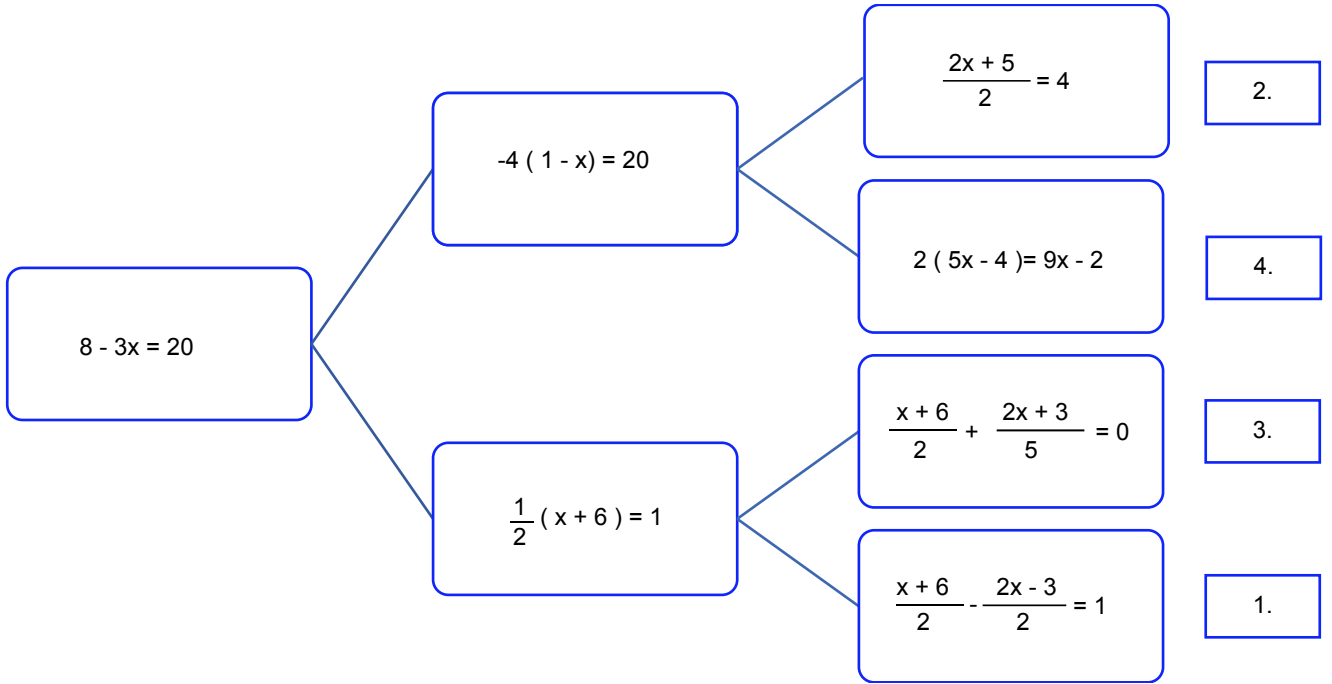 8 - 3x = 20
-4 ( 1 - x) = 20
1/2 ( x + 6 ) = 1
(2x + 5)/2 = 4
2.
2 ( 5x - 4 )= 9x - 2
4.
(x + 6)/2 + (2x + 3)/5 = 0
3.
(x + 6)/2 - (2x - 3)/2 = 1
1.